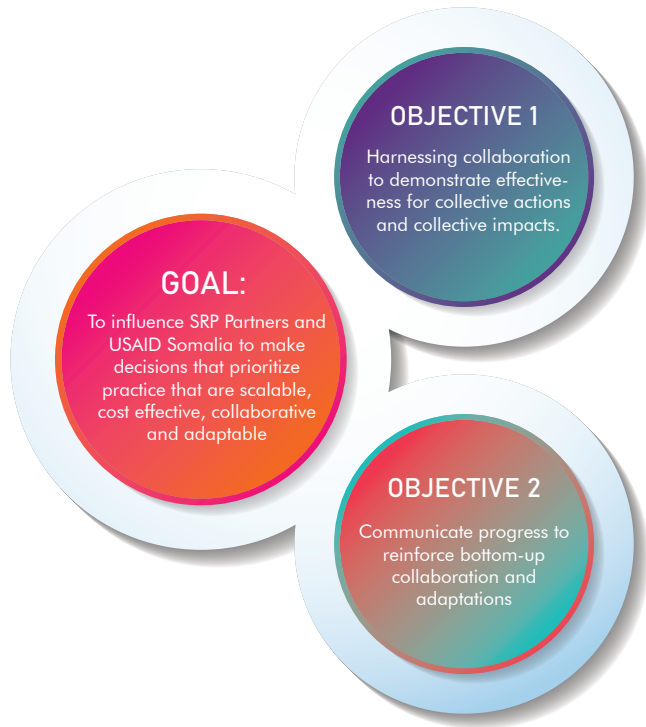 GOAL:
To influence SRP Partners and
USAID Somalia to make
decisions that prioritize
practice that are scalable,
cost effective, collaborative
and adaptable
OBJECTIVE 1
Harnessing collaboration
to demonstrate effective-
ness for collective actions
and collective impacts.
OBJECTIVE 2
Communicate progress to
reinforce bottom-up
collaboration and
adaptations